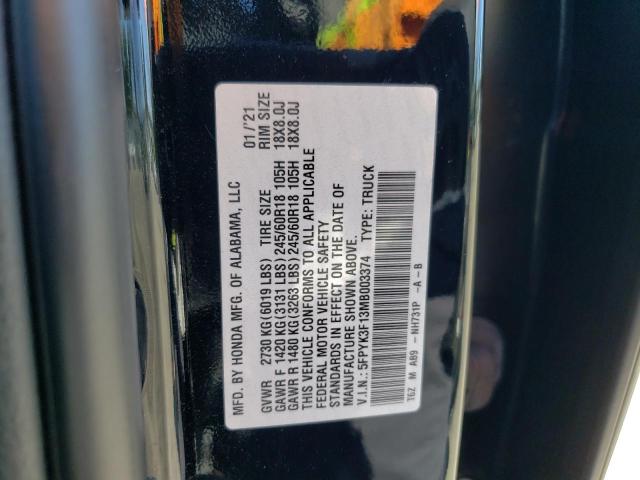 MFD. BY HONDA MFG. OF ALABAMA, LLC 01/'21
GVWR 2730 KG (6019 LBS) TIRE SIZE RIM SIZE
GAWR F 1420 KG (3131 LBS) 245/60R18 105H 18X8.0J
GAWR R 1480 KG (3263 LBS) 245/60R18 105H 18X8.0J
THIS VEHICLE CONFORMS TO ALL APPLICABLE
FEDERAL MOTOR VEHICLE SAFETY
STANDARDS IN EFFECT ON THE DATE OF
MANUFACTURE SHOWN ABOVE.
V.I.N.: 5FPYK3F13MB003374 TYPE: TRUCK
T6Z M AB9 - NH731P -A - B